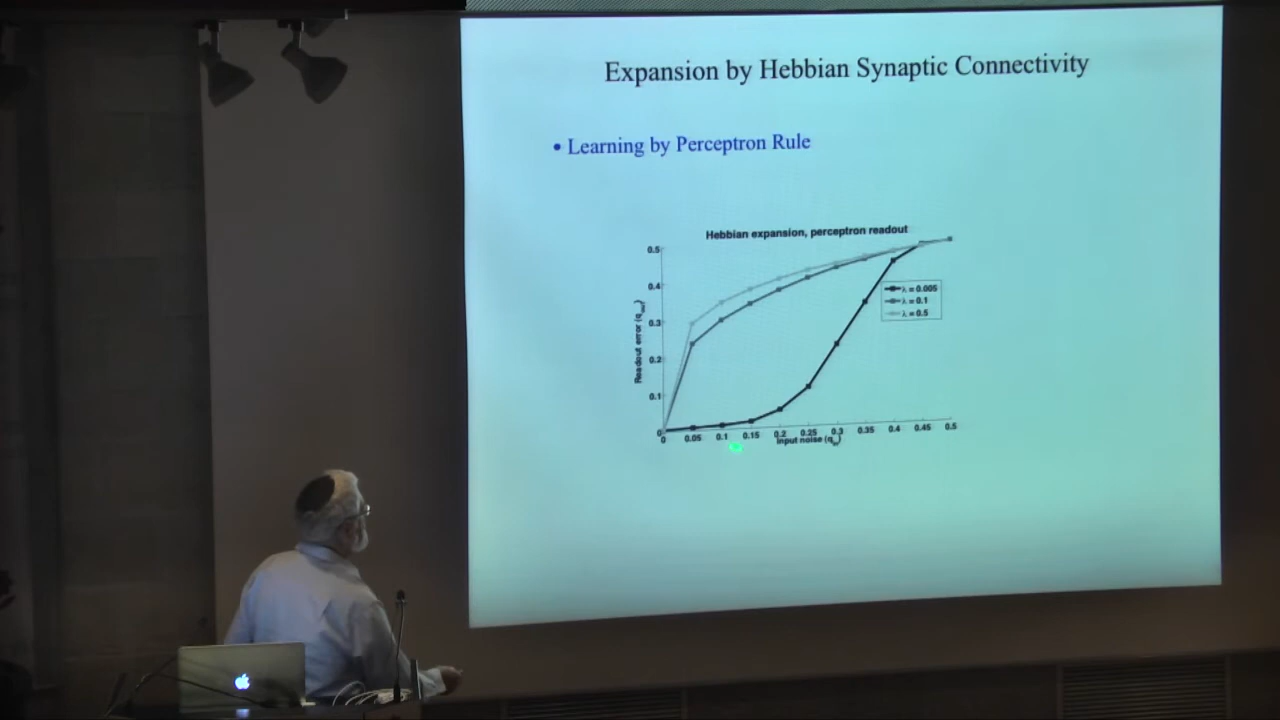 Expansion by Hebbian Synaptic Connectivity
• Learning by Perceptron Rule
Hebbian expansion, perceptron readout
0.5
0.4
0.3
0.2
0.1
0
Readout error (q
λ = 0.005
λ = 0.1
λ = 0.5
0 0.05 0.1 0.15 0.2 0.25 0.3 0.35 0.4 0.45 0.5
Input noise (q